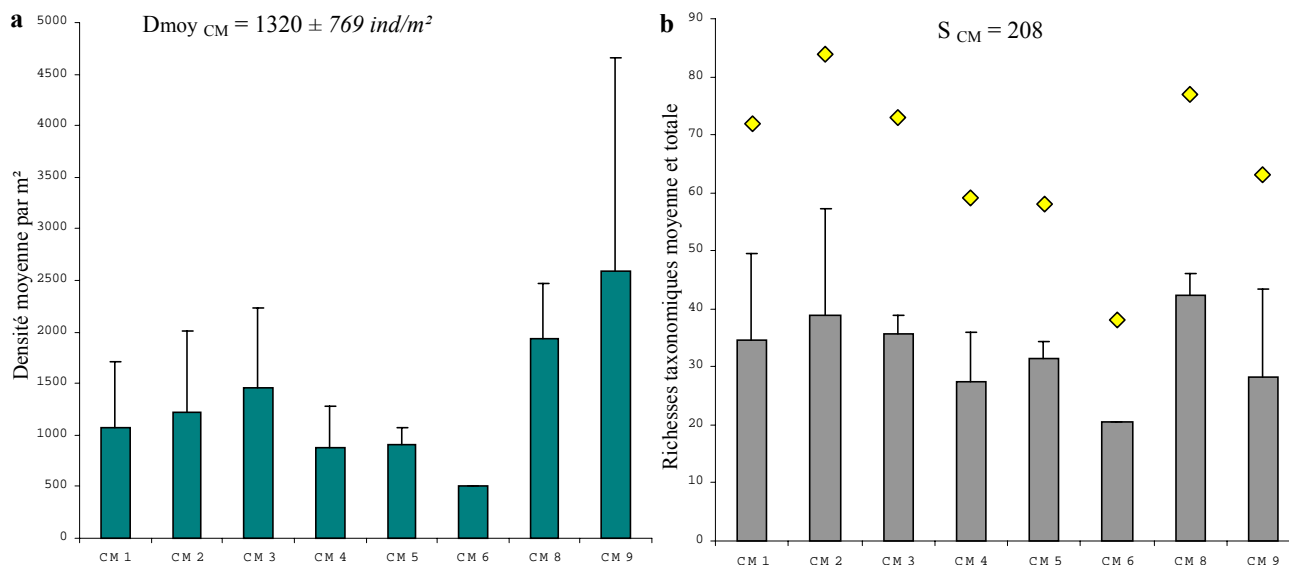 a
Dmoy CM = 1320 ± 769 ind/m²
Densité moyenne par m²
5000
4500
4000
3500
3000
2500
2000
1500
1000
500
0
CM 1 CM 2 CM 3 CM 4 CM 5 CM 6 CM 8 CM 9
b
S CM = 208
Richesses taxonomiques moyenne et totale
90
80
70
60
50
40
30
20
10
0
CM 1 CM 2 CM 3 CM 4 CM 5 CM 6 CM 8 CM 9